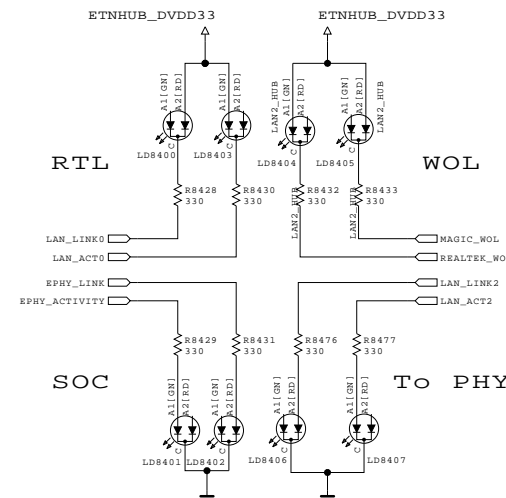 ETNHUB_DVDD33
ETNHUB_DVDD33
A1[GN]
A2[RD]
A1[GN]
A2[RD]
LAN2_HUB
A1[GN]
A2[RD]
A1[GN]
A2[RD]
LAN2_HUB
C
C
C
C
LD8400
LD8403
LD8404
LD8405
RTL
WOL
R8428
330
R8430
330
R8432
330
R8433
330
LAN2_HUB
LAN2_HUB
LAN_LINK0
MAGIC_WOL
LAN_ACT0
REALTEK_WO
EPHY_LINK
LAN_LINK2
EPHY_ACTIVITY
LAN_ACT2
R8429
330
R8431
330
R8476
330
R8477
330
SOC
To PHY
A1[GN]
A2[RD]
A1[GN]
A2[RD]
A1[GN]
A2[RD]
A1[GN]
A2[RD]
C
C
C
C
LD8401
LD8402
LD8406
LD8407